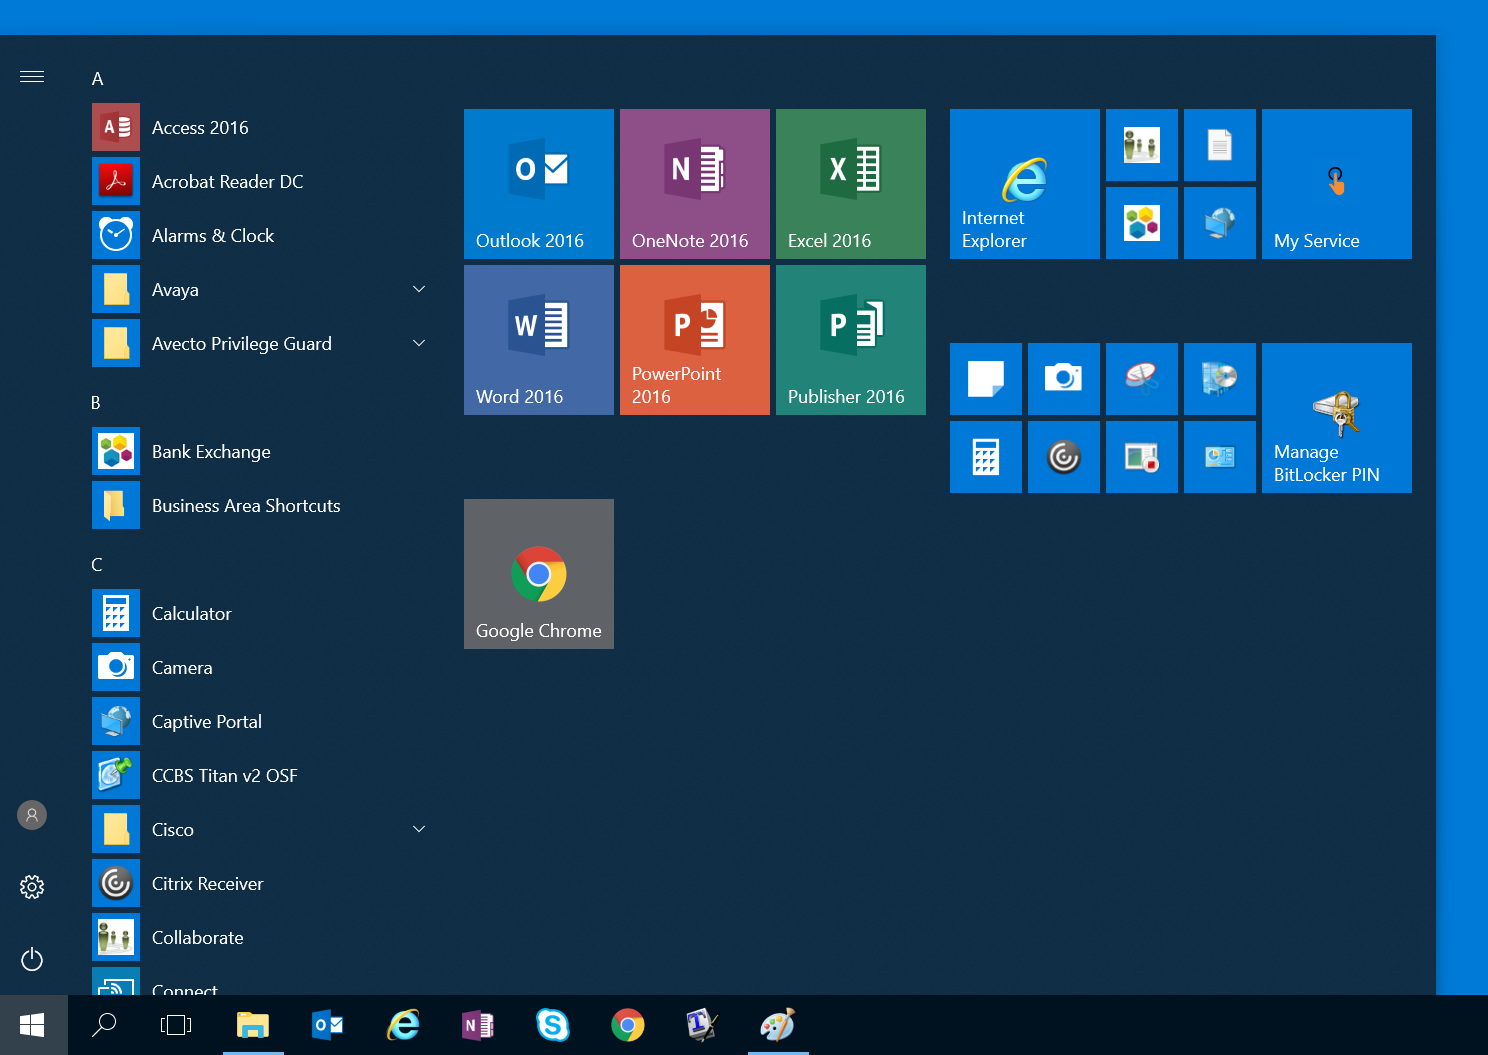 A
Access 2016
Acrobat Reader DC
Alarms & Clock
Avaya
Avecto Privilege Guard
B
Bank Exchange
Business Area Shortcuts
C
Calculator
Camera
Captive Portal
CCBS Titan v2 OSF
Cisco
Citrix Receiver
Collaborate
Connect
Outlook 2016
OneNote 2016
Excel 2016
Word 2016
PowerPoint
2016
Publisher 2016
Google Chrome
Internet
Explorer
My Service
Manage
BitLocker PIN